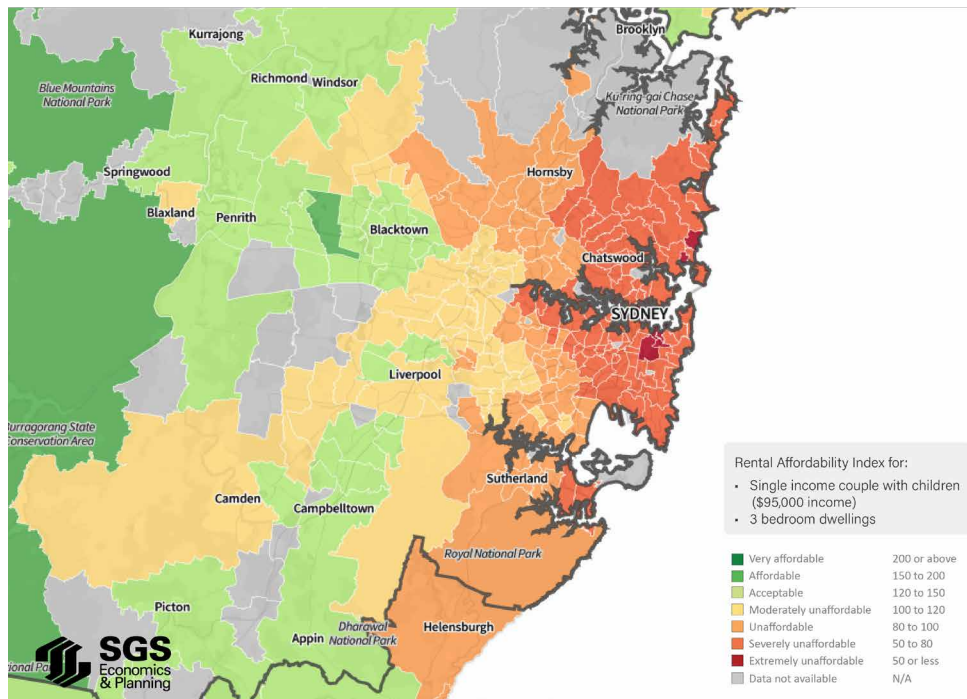 Kurrajong
Brooklyn
Richmond
Windsor
Blue Mountains
National Park
Ku-ring-gai Chase
National Park
Springwood
Hornsby
Blaxland
Penrith
Blacktown
Chatswood
SYDNEY
Liverpool
Burragorang State
Conservation Area
Sutherland
Camden
Campbelltown
Royal National Park
Picton
Dharawal
National Park
Helensburgh
Appin
National Park
SGS
Economics
& Planning
Rental Affordability Index for:
• Single income couple with children
($95,000 income)
• 3 bedroom dwellings
Very affordable 200 or above
Affordable 150 to 200
Acceptable 120 to 150
Moderately unaffordable 100 to 120
Unaffordable 80 to 100
Severely unaffordable 50 to 80
Extremely unaffordable 50 or less
Data not available N/A